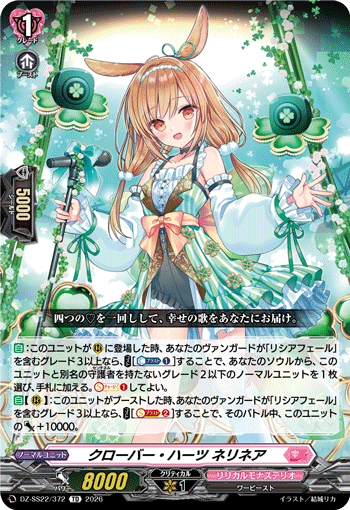 1
グレード
ブースト
5000
シールド
四つの♡を一回しして、幸せの歌をあなたにお届け。
自：このユニットがⓇに登場した時、あなたのヴァンガードが「リシアフェール」
を含むグレード3以上なら、【ソウルブラスト1】することで、あなたのソウルから、このユ
ニットと別名の守護者を持たないグレード2以下のノーマルユニットを1枚
選び、手札に加える。【カウンターチャージ1】してよい。
自【Ⓡ】：このユニットがブーストした時、あなたのヴァンガードが「リシアフェール」
を含むグレード3以上なら、【ソウルブラスト2】することで、そのバトル中、このユニット
の+10000。
ノーマルユニット
クローバー・ハーツ ネリネア
パワー
8000
クリティカル
1
リリカルモナステリオ
ワービースト
DZ-SS22/372 TD 2026
イラスト／結城リカ